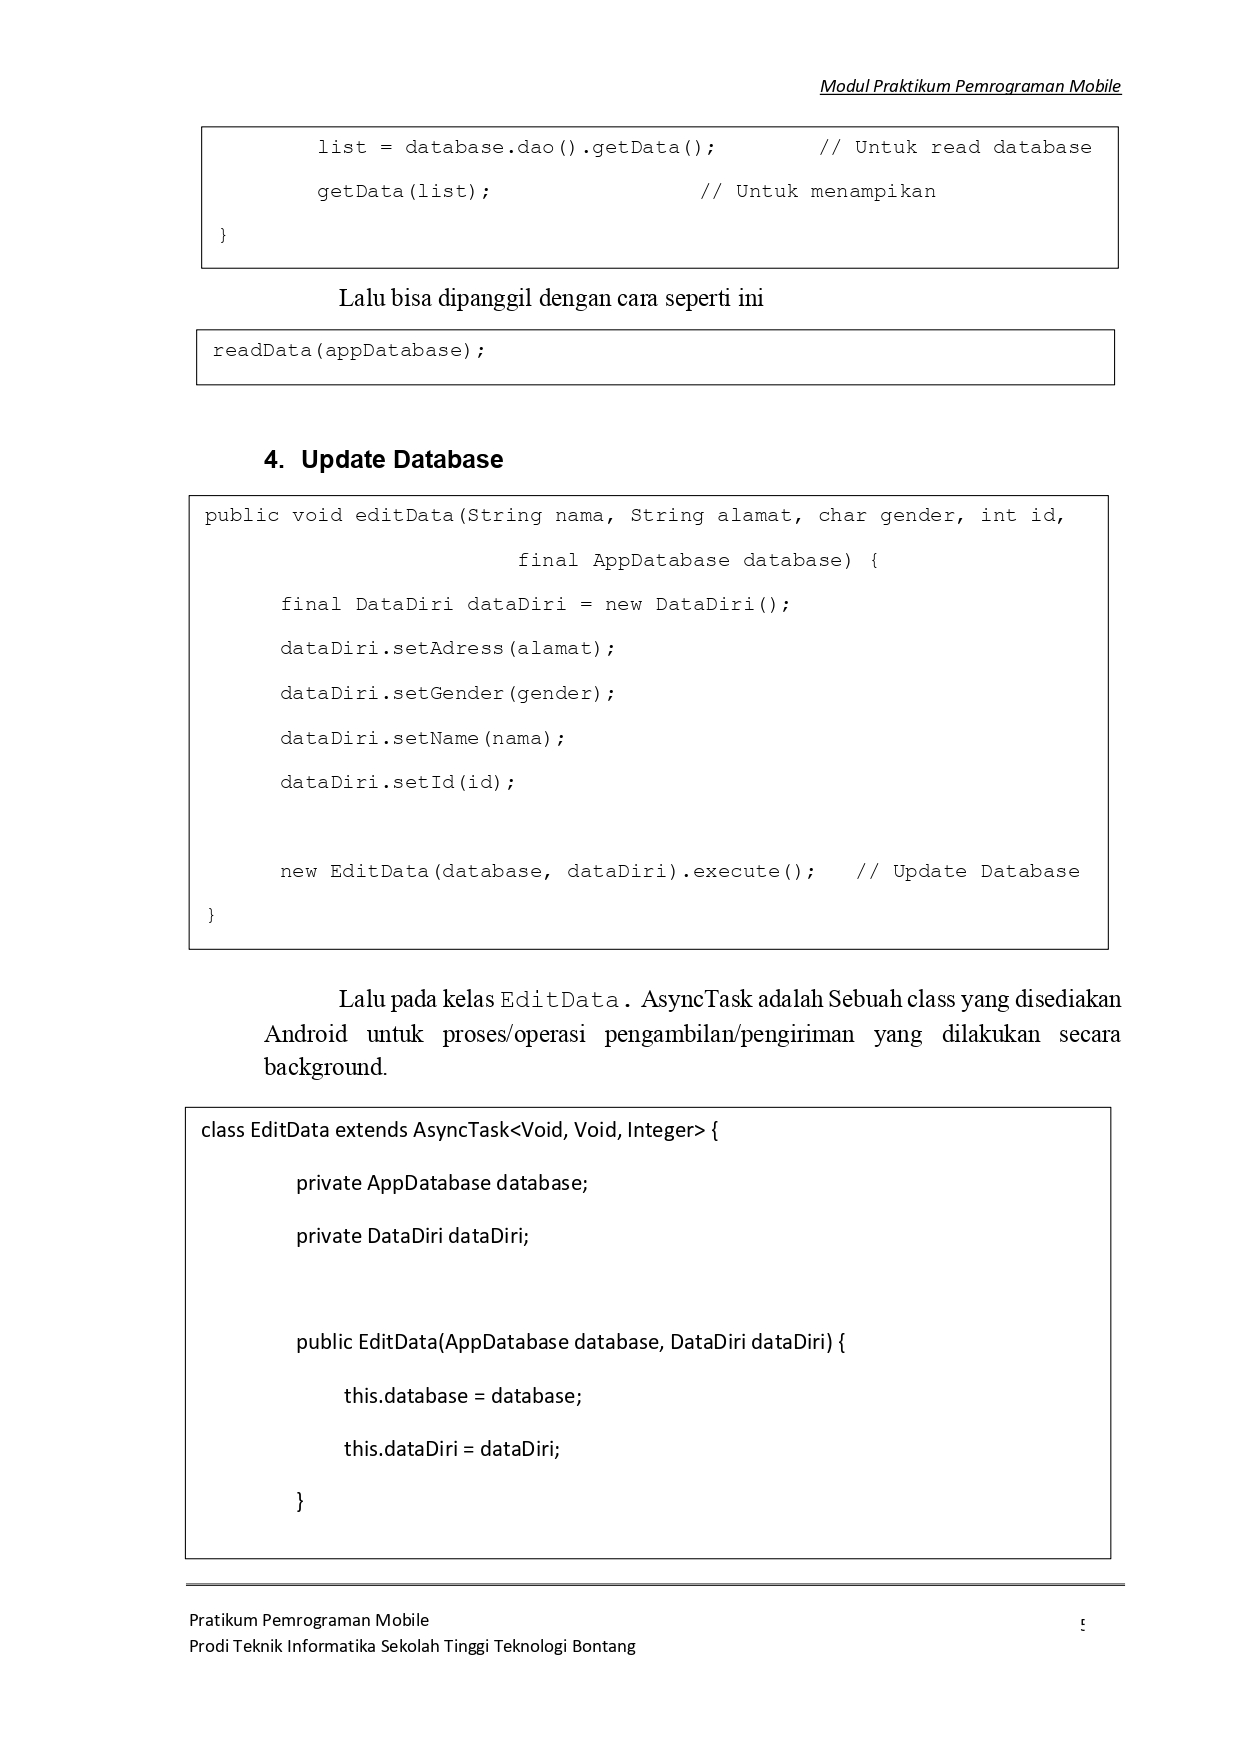 Modul Praktikum Pemrograman Mobile
list = database.dao().getData(); // Untuk read database
getData(list); // Untuk menampikan
}
Lalu bisa dipanggil dengan cara seperti ini
readData(appDatabase);
4. Update Database
public void editData(String nama, String alamat, char gender, int id,
final AppDatabase database) {
final DataDiri dataDiri = new DataDiri();
dataDiri.setAdress(alamat);
dataDiri.setGender(gender);
dataDiri.setName(nama);
dataDiri.setId(id);
new EditData(database, dataDiri).execute(); // Update Database
}
Lalu pada kelas EditData. AsyncTask adalah Sebuah class yang disediakan
Android untuk proses/operasi pengambilan/pengiriman yang dilakukan secara
background.
class EditData extends AsyncTask<Void, Void, Integer> {
private AppDatabase database;
private DataDiri dataDiri;
public EditData(AppDatabase database, DataDiri dataDiri) {
this.database = database;
this.dataDiri = dataDiri;
}
Pratikum Pemrograman Mobile
Prodi Teknik Informatika Sekolah Tinggi Teknologi Bontang